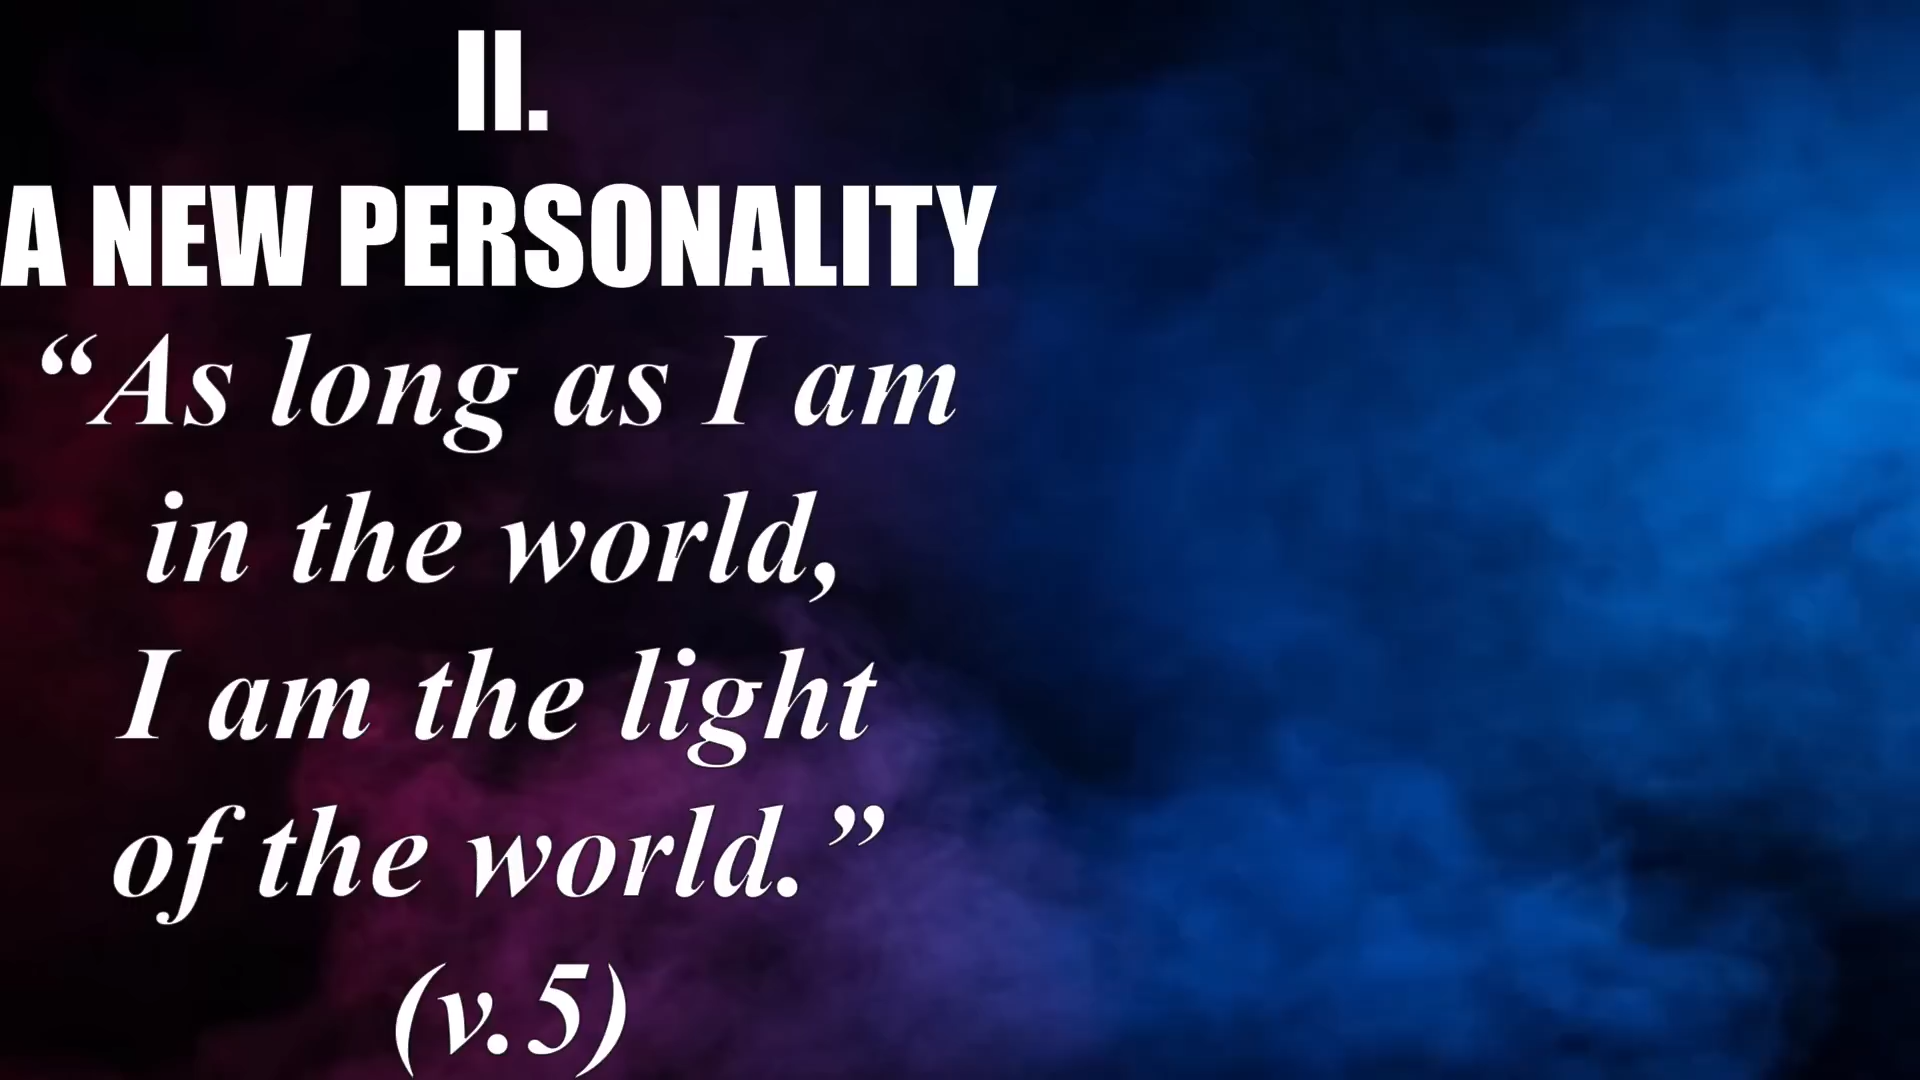 II.
A NEW PERSONALITY
“As long as I am
in the world,
I am the light
of the world.”
(v.5)